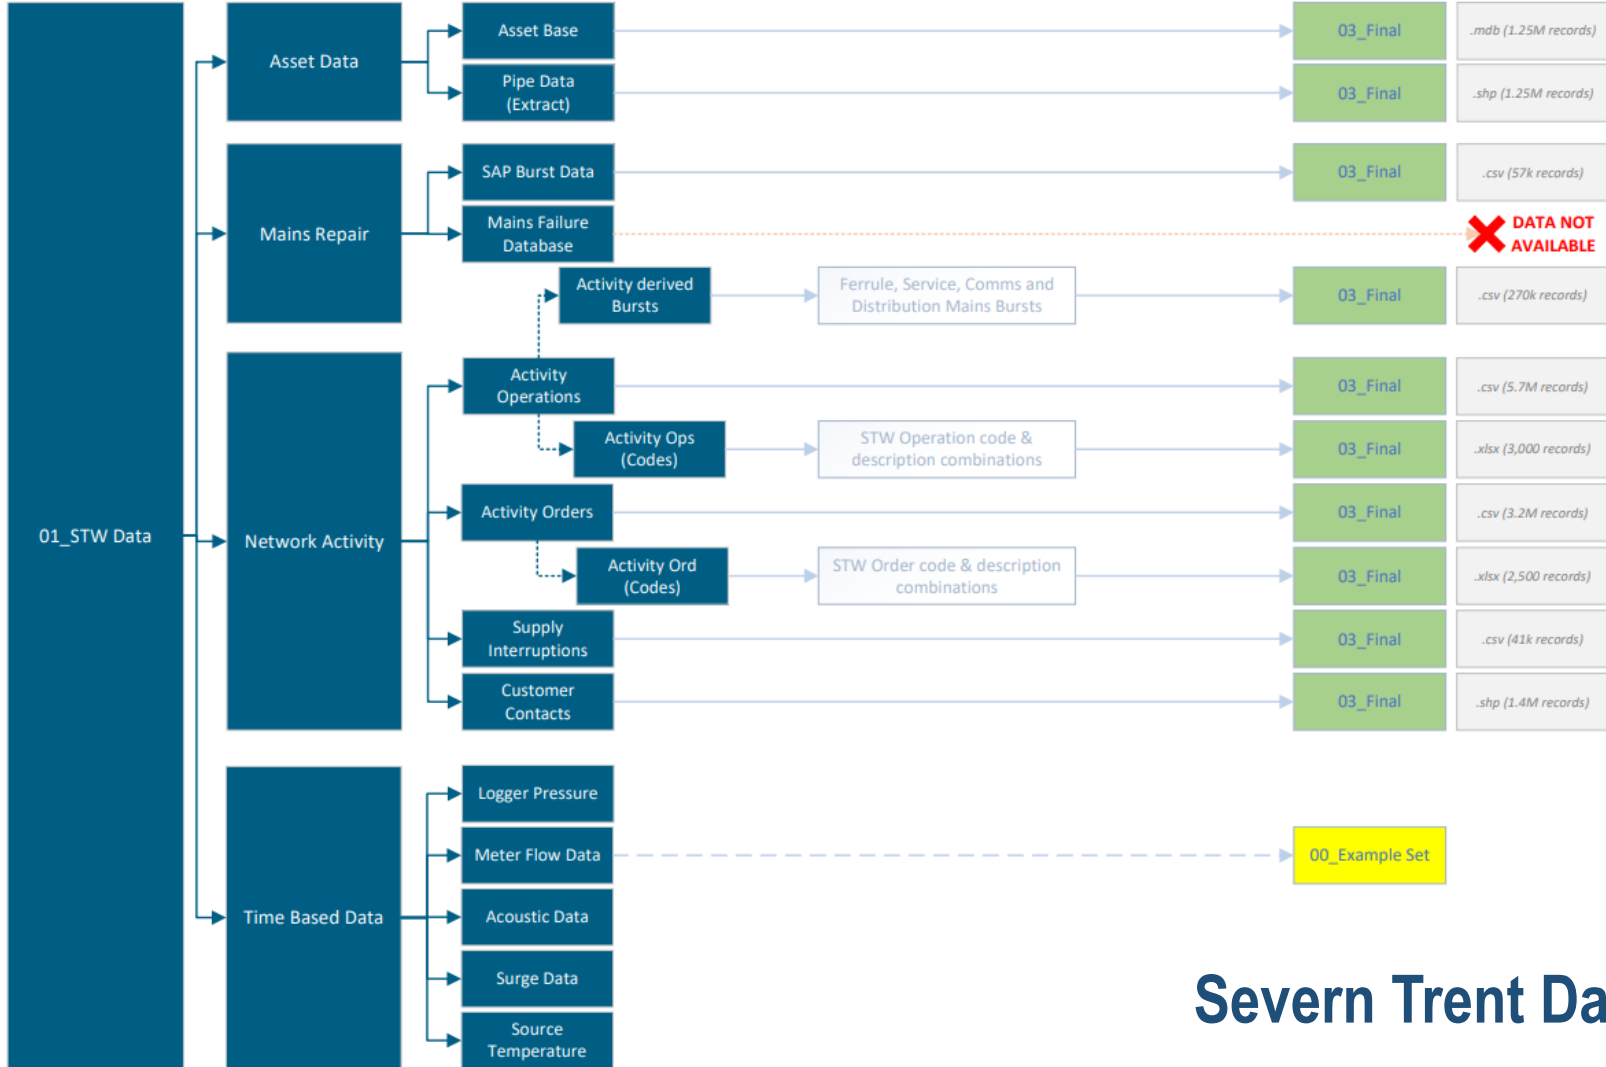 01_STW Data
Asset Data
Asset Base
03_Final
.mdb (1.25M records)
Pipe Data
(Extract)
03_Final
.shp (1.25M records)
Mains Repair
SAP Burst Data
03_Final
.csv (57k records)
Mains Failure
Database
DATA NOT
AVAILABLE
Activity derived
Bursts
Ferrule, Service, Comms and
Distribution Mains Bursts
03_Final
.csv (270k records)
Network Activity
Activity
Operations
03_Final
.csv (5.7M records)
Activity Ops
(Codes)
STW Operation code &
description combinations
03_Final
.xlsx (3,000 records)
Activity Orders
03_Final
.csv (3.2M records)
Activity Ord
(Codes)
STW Order code & description
combinations
03_Final
.xlsx (2,500 records)
Supply
Interruptions
03_Final
.csv (41k records)
Customer
Contacts
03_Final
.shp (1.4M records)
Time Based Data
Logger Pressure
Meter Flow Data
00_Example Set
Acoustic Data
Surge Data
Source
Temperature
Severn Trent Da